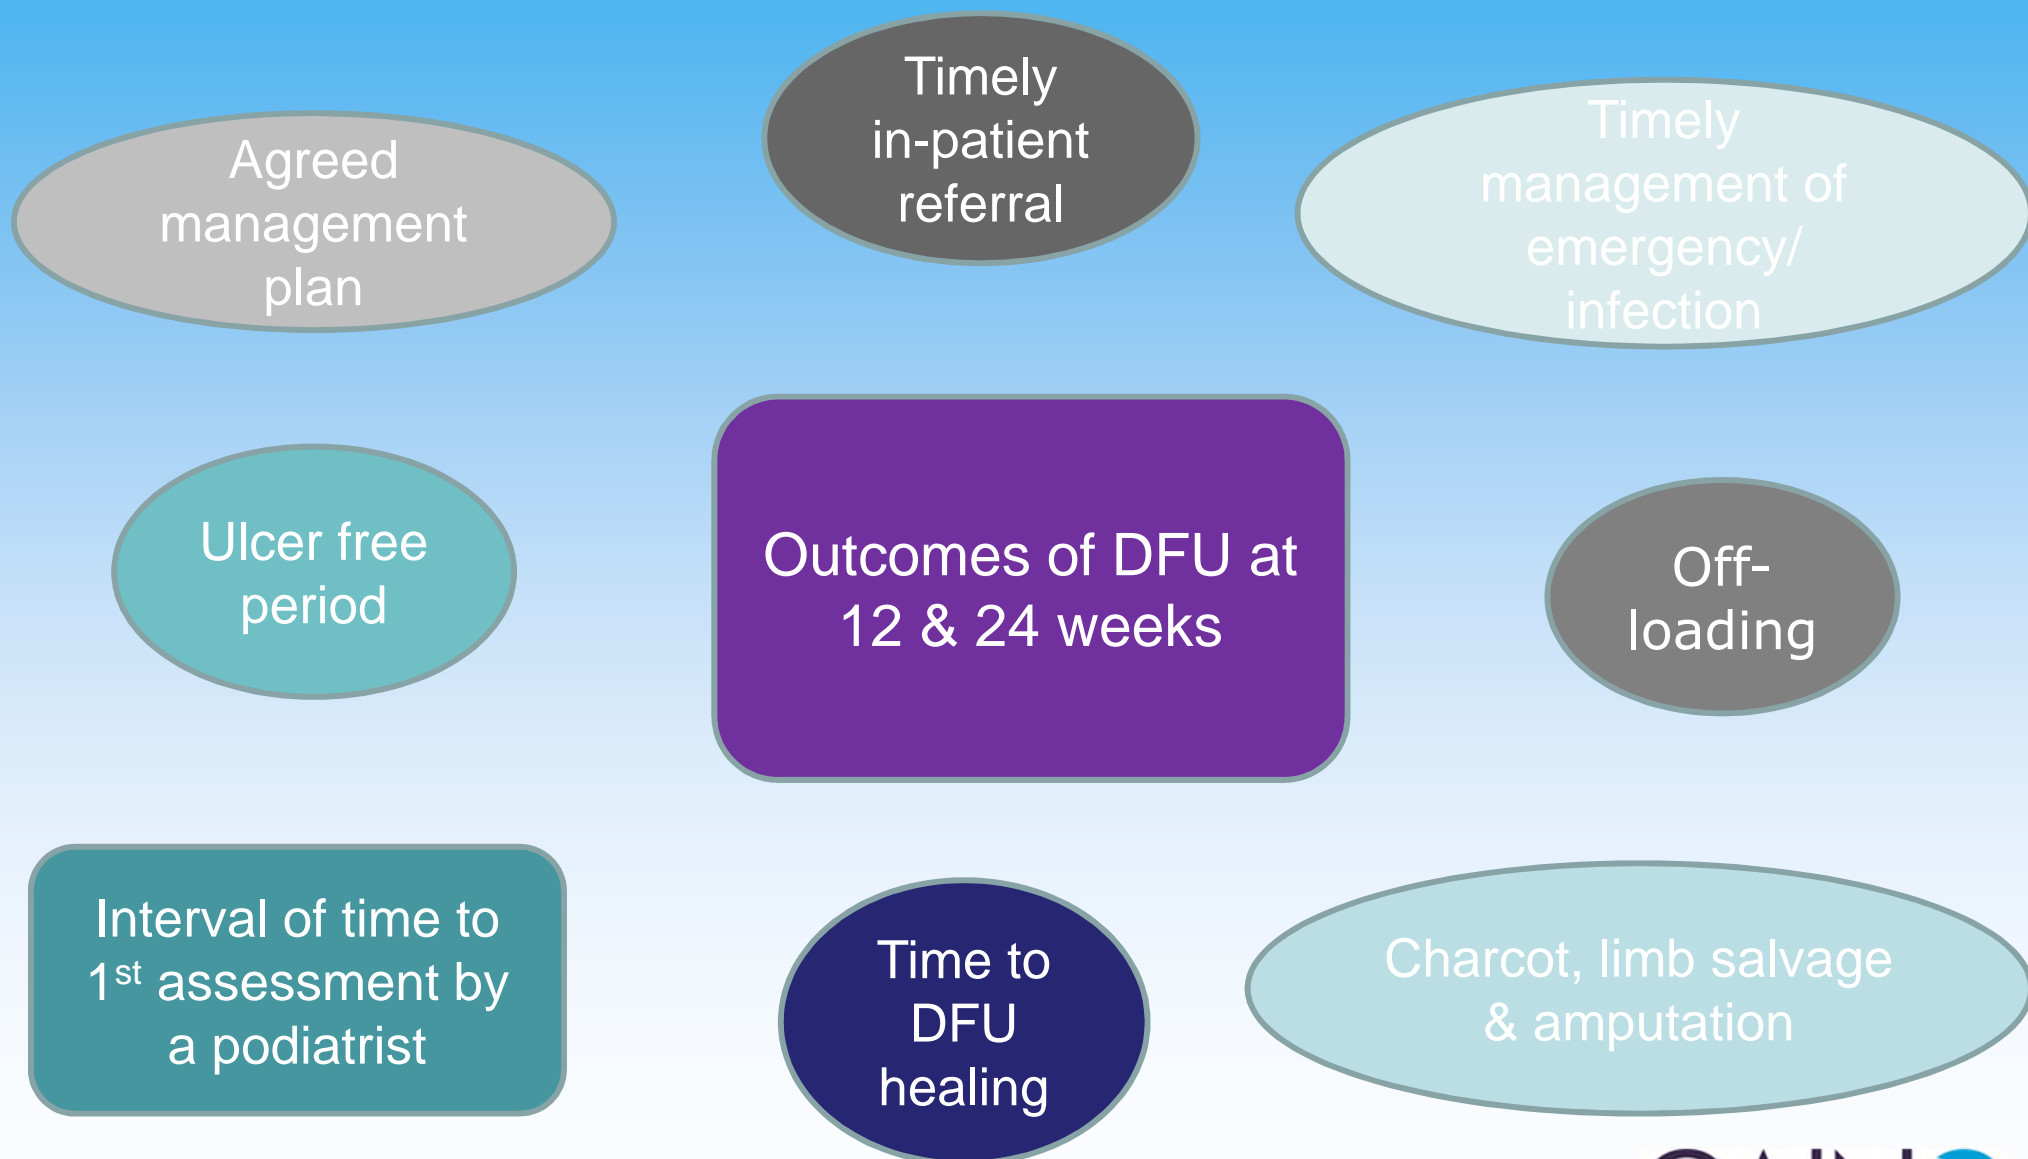 Agreed
management
plan
Timely
in-patient
referral
Timely
management of
emergency/
infection
Ulcer free
period
Outcomes of DFU at
12 & 24 weeks
Off-
loading
Interval of time to
1st assessment by
a podiatrist
Time to
DFU
healing
Charcot, limb salvage
& amputation